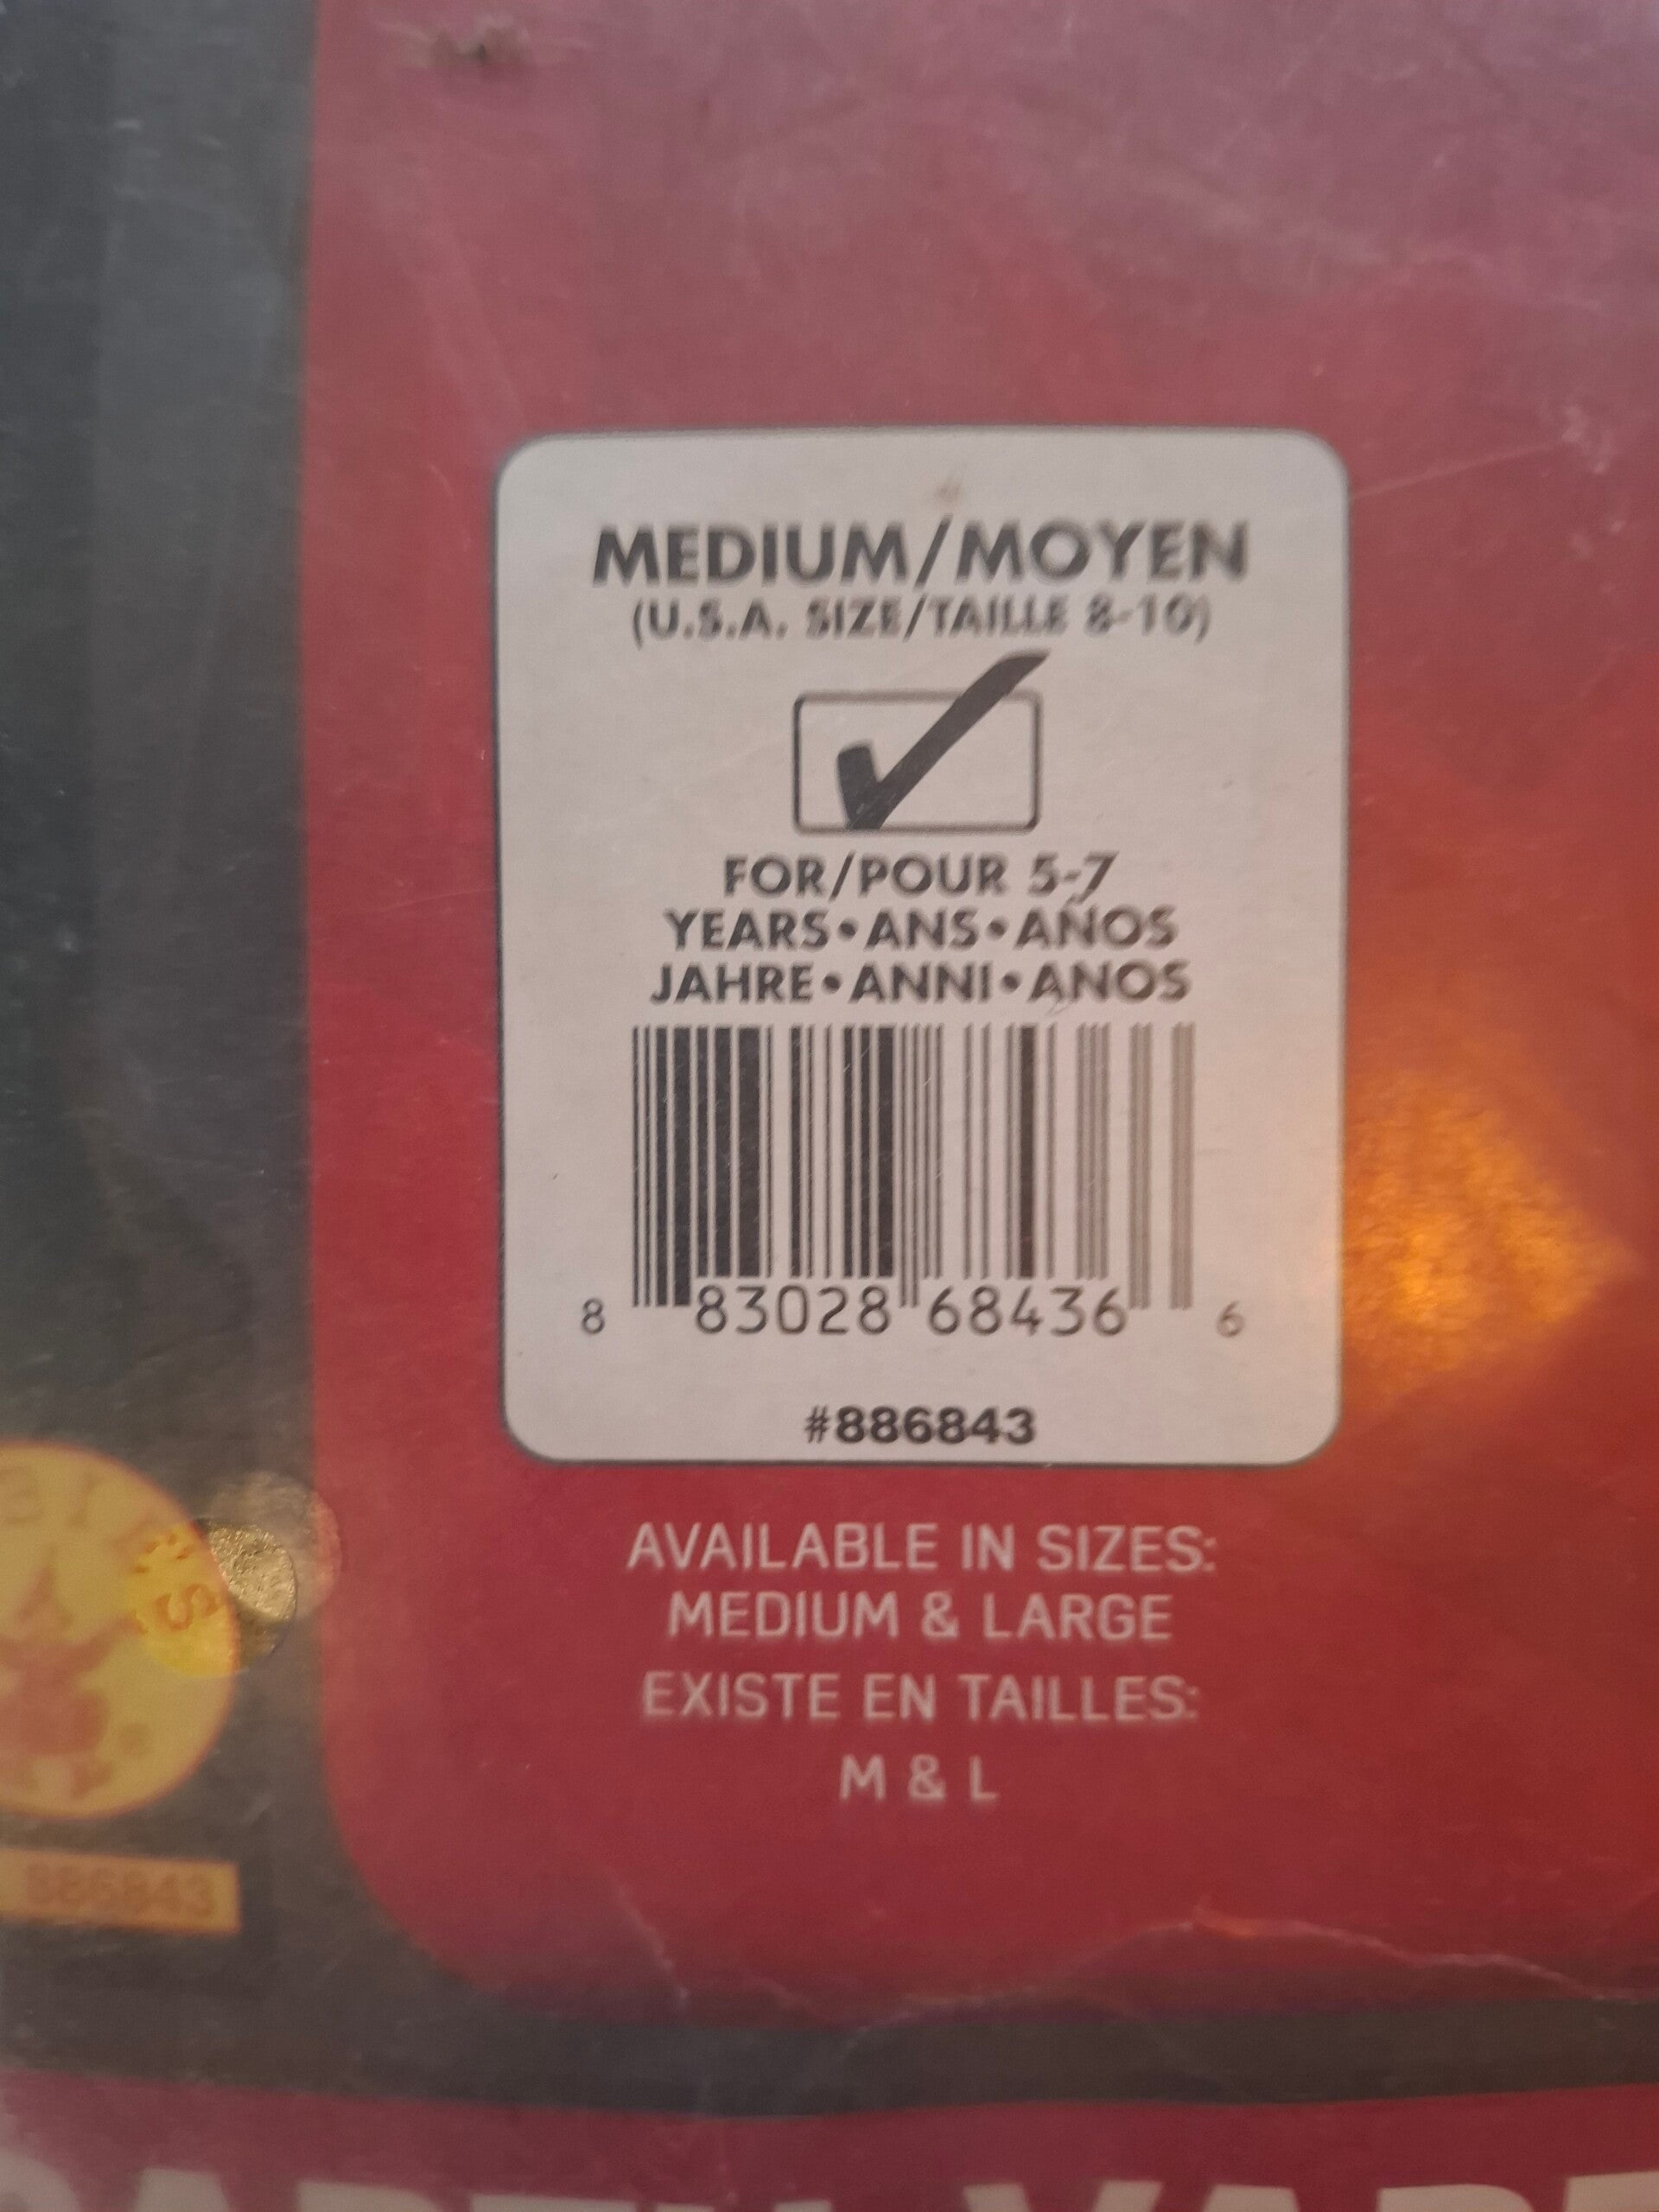 MEDIUM/MOYEN
(U.S.A. SIZE/TAILLE 8-10)
FOR/POUR 5-7
YEARS•ANS•AÑOS
JAHRE•ANNI•ANOS
8 83028 68436 6
#886843
AVAILABLE IN SIZES:
MEDIUM & LARGE
EXISTE EN TAILLES:
M & L
886843